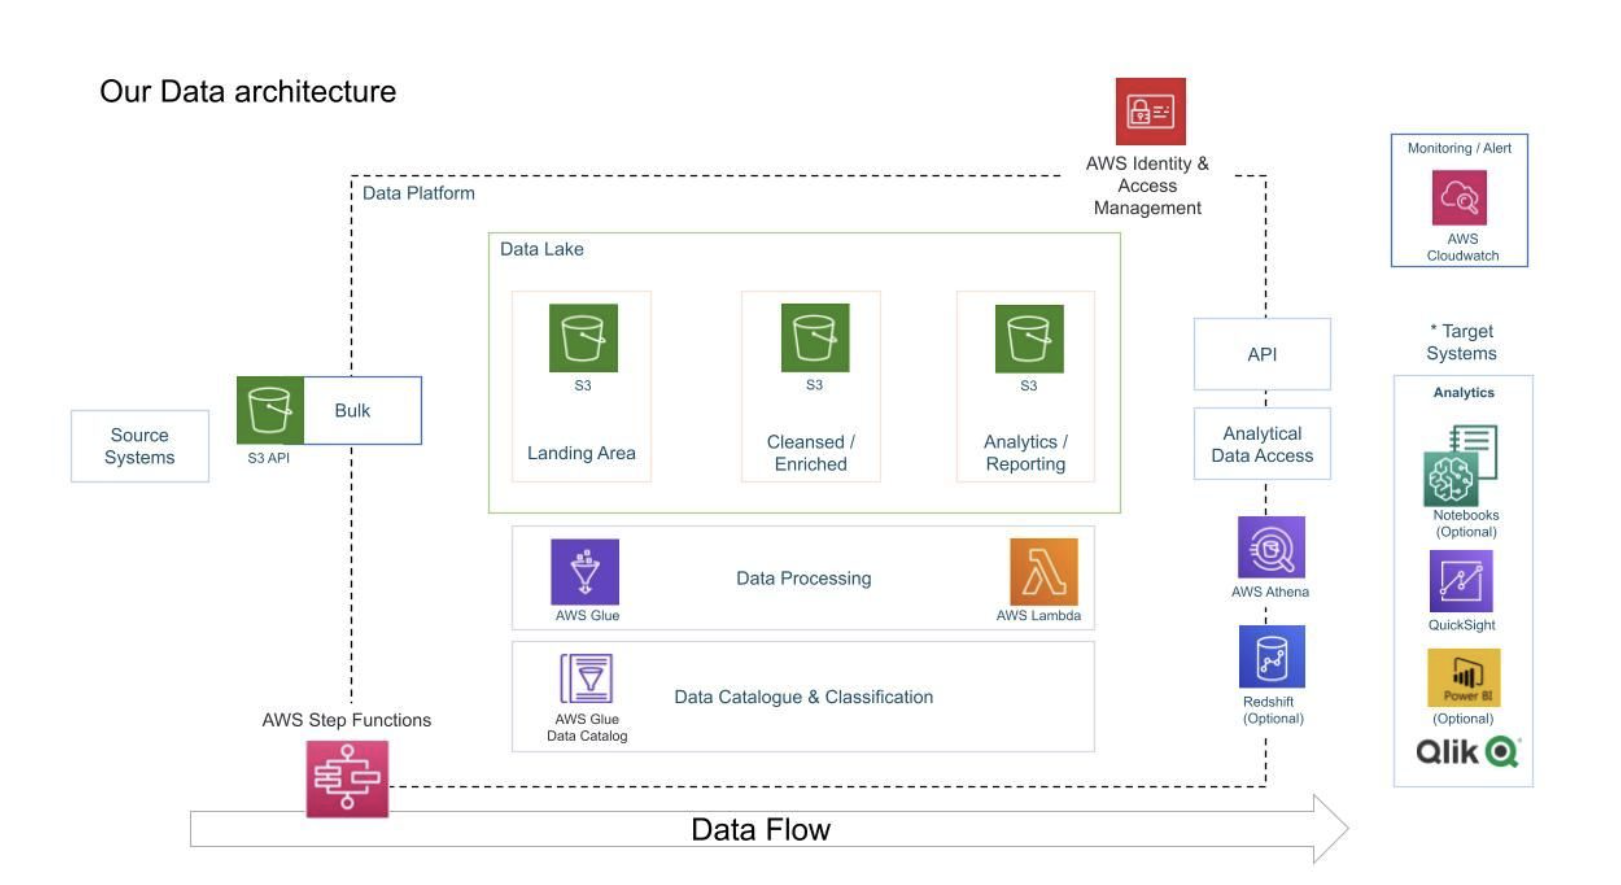 Our Data architecture
AWS Identity &
Access
Management
Monitoring / Alert
AWS
Cloudwatch
Data Platform
Data Lake
S3
Landing Area
S3
Cleansed /
Enriched
S3
Analytics /
Reporting
Source
Systems
S3 API
Bulk
API
Analytical
Data Access
AWS Athena
Redshift
(Optional)
AWS Glue
Data Processing
AWS Lambda
AWS Glue
Data Catalog
Data Catalogue & Classification
AWS Step Functions
* Target
Systems
Analytics
Notebooks
(Optional)
QuickSight
Power BI
(Optional)
Qlik
Data Flow